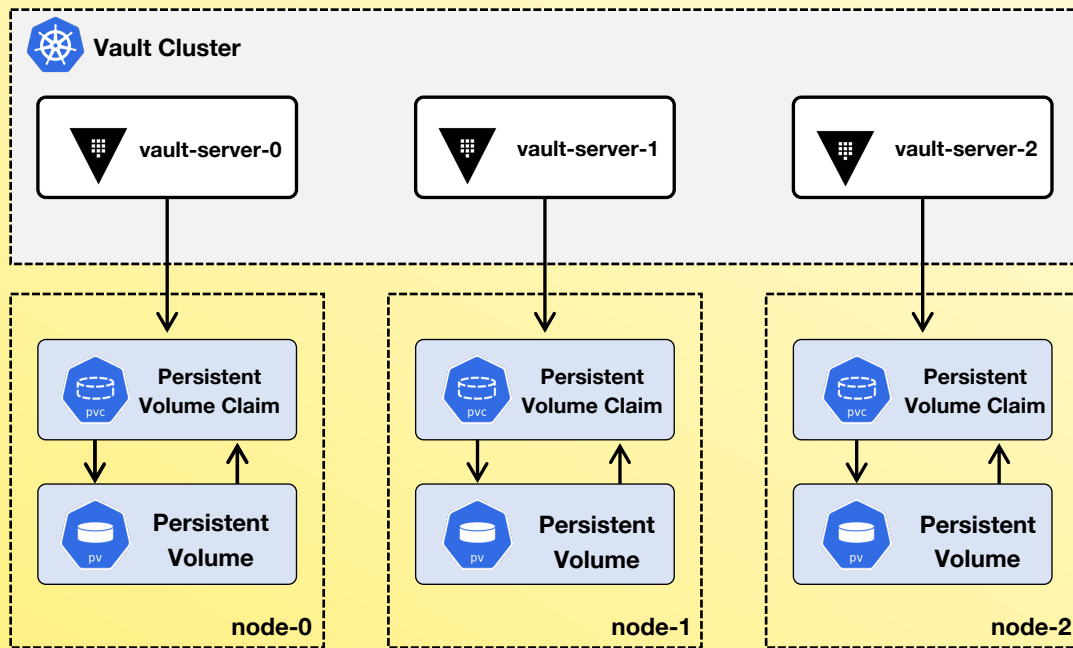 Vault Cluster
vault-server-0
vault-server-1
vault-server-2
Persistent
Volume Claim
pvc
Persistent
Volume Claim
pvc
Persistent
Volume Claim
pvc
Persistent
Volume
pv
Persistent
Volume
pv
Persistent
Volume
pv
node-0
node-1
node-2